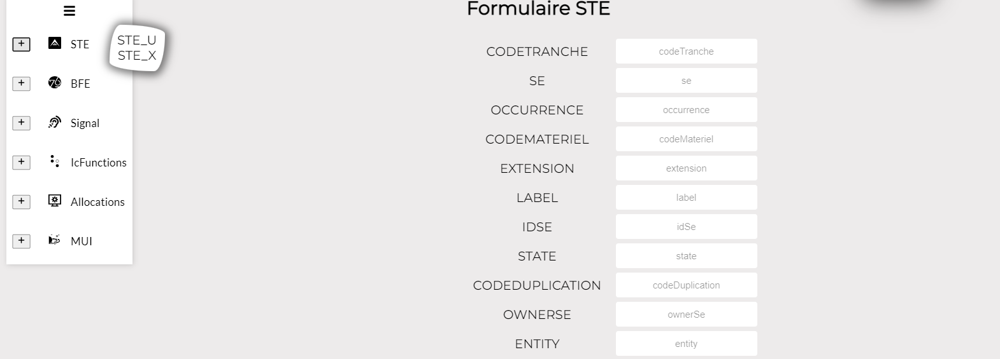 Formulaire STE
+ STE
STE_U
STE_X
+ BFE
+ Signal
+ IcFunctions
+ Allocations
+ MUI
CODETRANCHE codeTranche
SE se
OCCURRENCE occurrence
CODEMATERIEL codeMateriel
EXTENSION extension
LABEL label
IDSE idSe
STATE state
CODEDUPLICATION codeDuplication
OWNERSE ownerSe
ENTITY entity